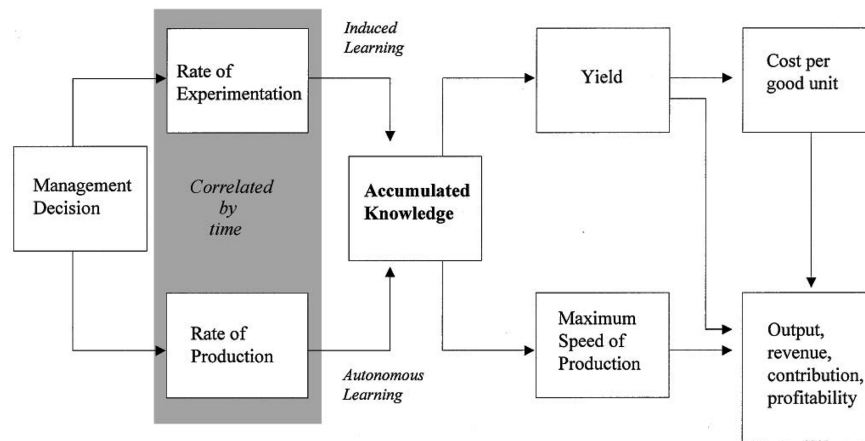 Induced
Learning
Rate of
Experimentation
Yield
Cost per
good unit
Management
Decision
Correlated
by
time
Accumulated
Knowledge
Rate of
Production
Autonomous
Learning
Maximum
Speed of
Production
Output,
revenue,
contribution,
profitability